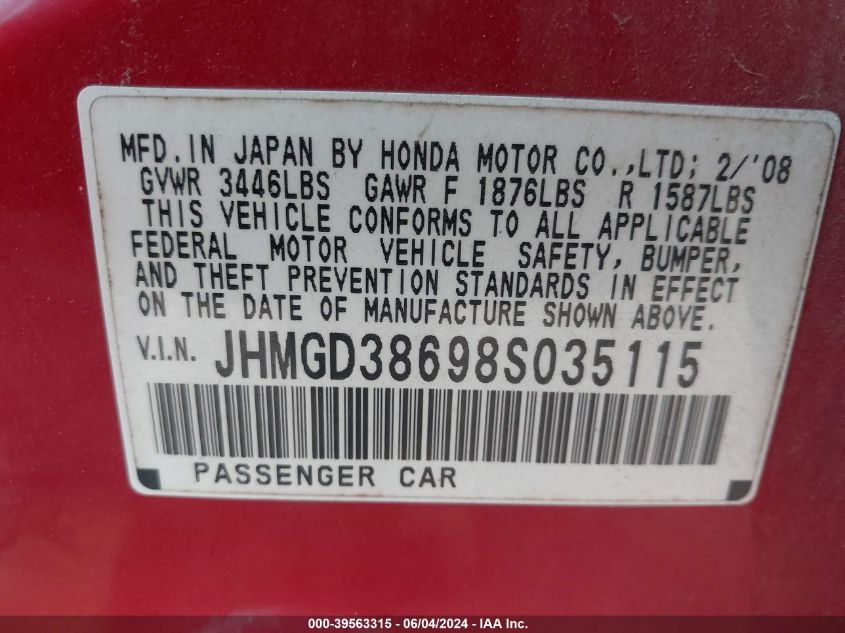 MFD. IN JAPAN BY HONDA MOTOR CO.,LTD; 2/'08
GVWR 3446LBS GAWR F 1876LBS R 1587LBS
THIS VEHICLE CONFORMS TO ALL APPLICABLE
FEDERAL MOTOR VEHICLE SAFETY, BUMPER,
AND THEFT PREVENTION STANDARDS IN EFFECT
ON THE DATE OF MANUFACTURE SHOWN ABOVE.
V.I.N. JHMGD38698S035115
PASSENGER CAR
000-39563315 - 06/04/2024 - IAA Inc.